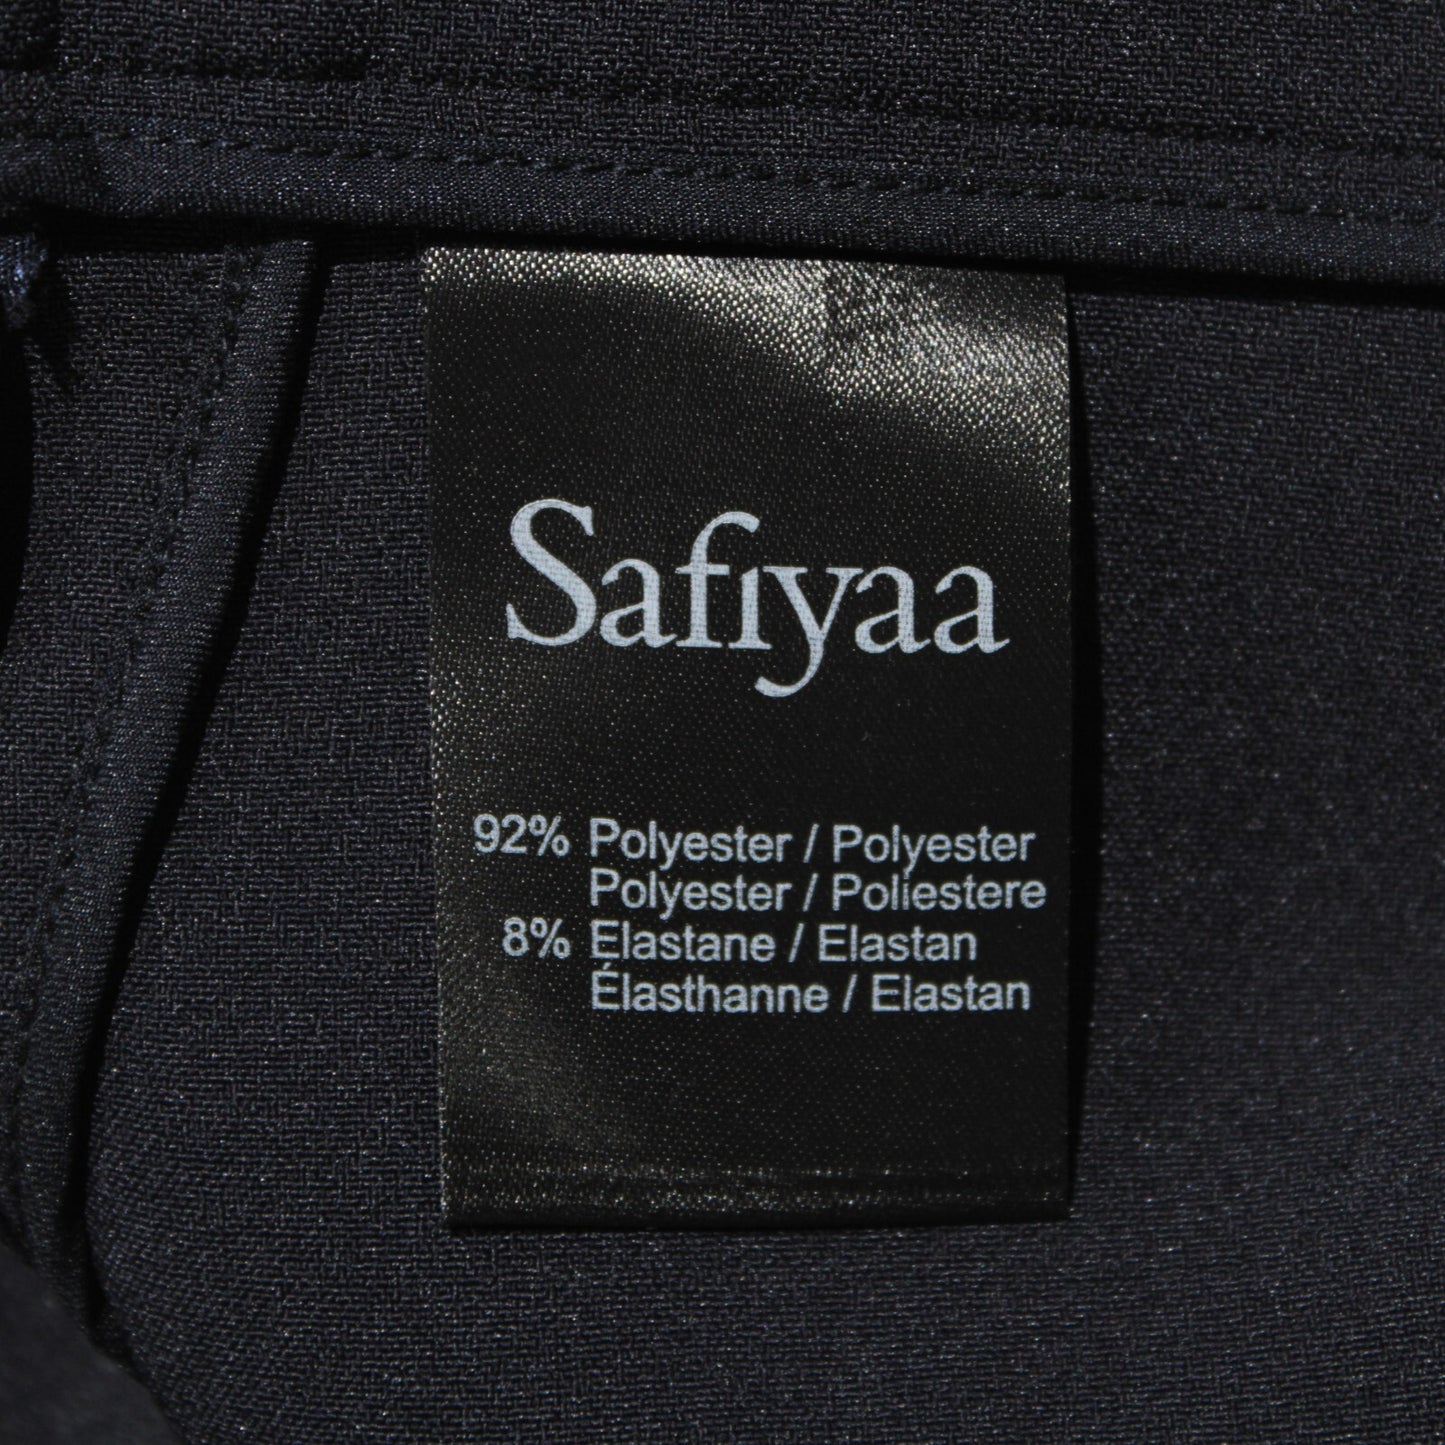 Safiyaa
92% Polyester / Polyester
Polyester / Poliestere
8% Elastane / Elastan
Élasthanne / Elastan